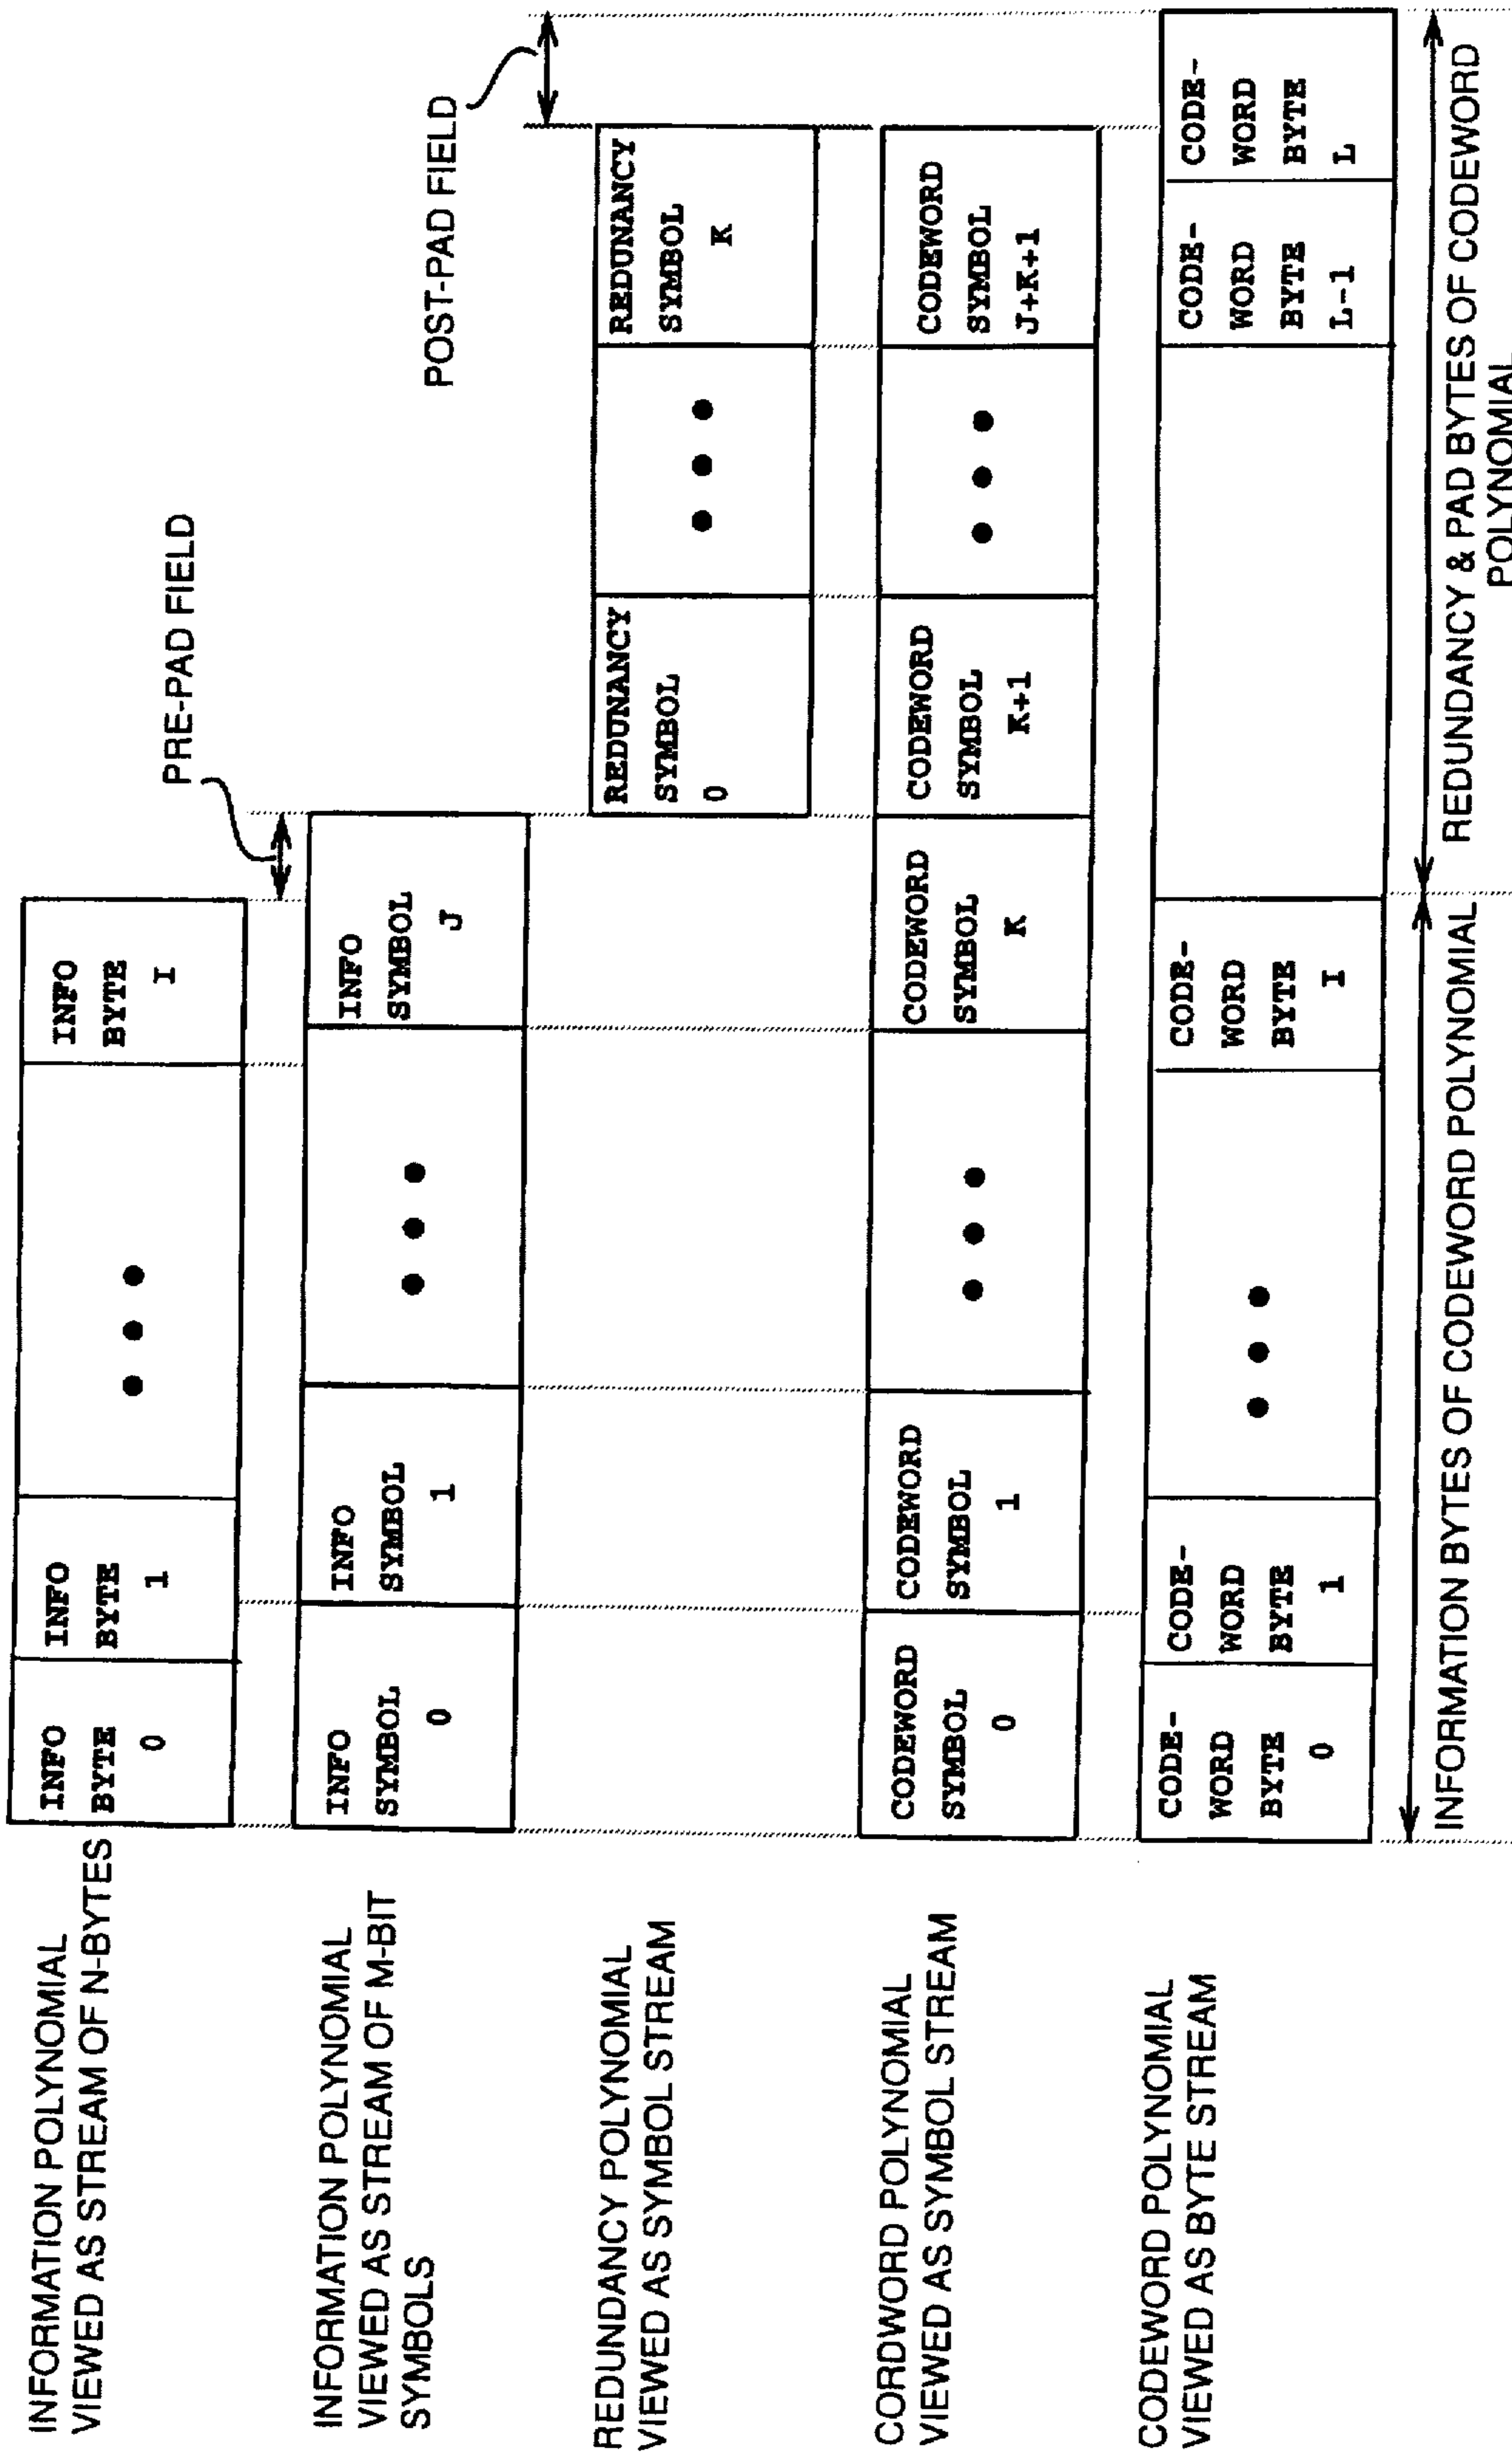 INFORMATION POLYNOMIAL
VIEWED AS STREAM OF N-BYTES
INFO
BYTE
0
INFO
BYTE
1
INFO
BYTE
I
PRE-PAD FIELD
INFORMATION POLYNOMIAL
VIEWED AS STREAM OF M-BIT
SYMBOLS
INFO
SYMBOL
0
INFO
SYMBOL
1
INFO
SYMBOL
J
POST-PAD FIELD
REDUNDANCY POLYNOMIAL
VIEWED AS SYMBOL STREAM
REDUNANCY
SYMBOL
0
REDUNANCY
SYMBOL
K
CORDWORD POLYNOMIAL
VIEWED AS SYMBOL STREAM
CODEWORD
SYMBOL
0
CODEWORD
SYMBOL
1
CODEWORD
SYMBOL
K
CODEWORD
SYMBOL
K+1
CODEWORD
SYMBOL
J+K+1
CODEWORD POLYNOMIAL
VIEWED AS BYTE STREAM
CODE-
WORD
BYTE
0
CODE-
WORD
BYTE
1
CODE-
WORD
BYTE
I
CODE-
WORD
BYTE
L-1
CODE-
WORD
BYTE
L
INFORMATION BYTES OF CODEWORD POLYNOMIAL
REDUNDANCY & PAD BYTES OF CODEWORD
POLYNOMIAL